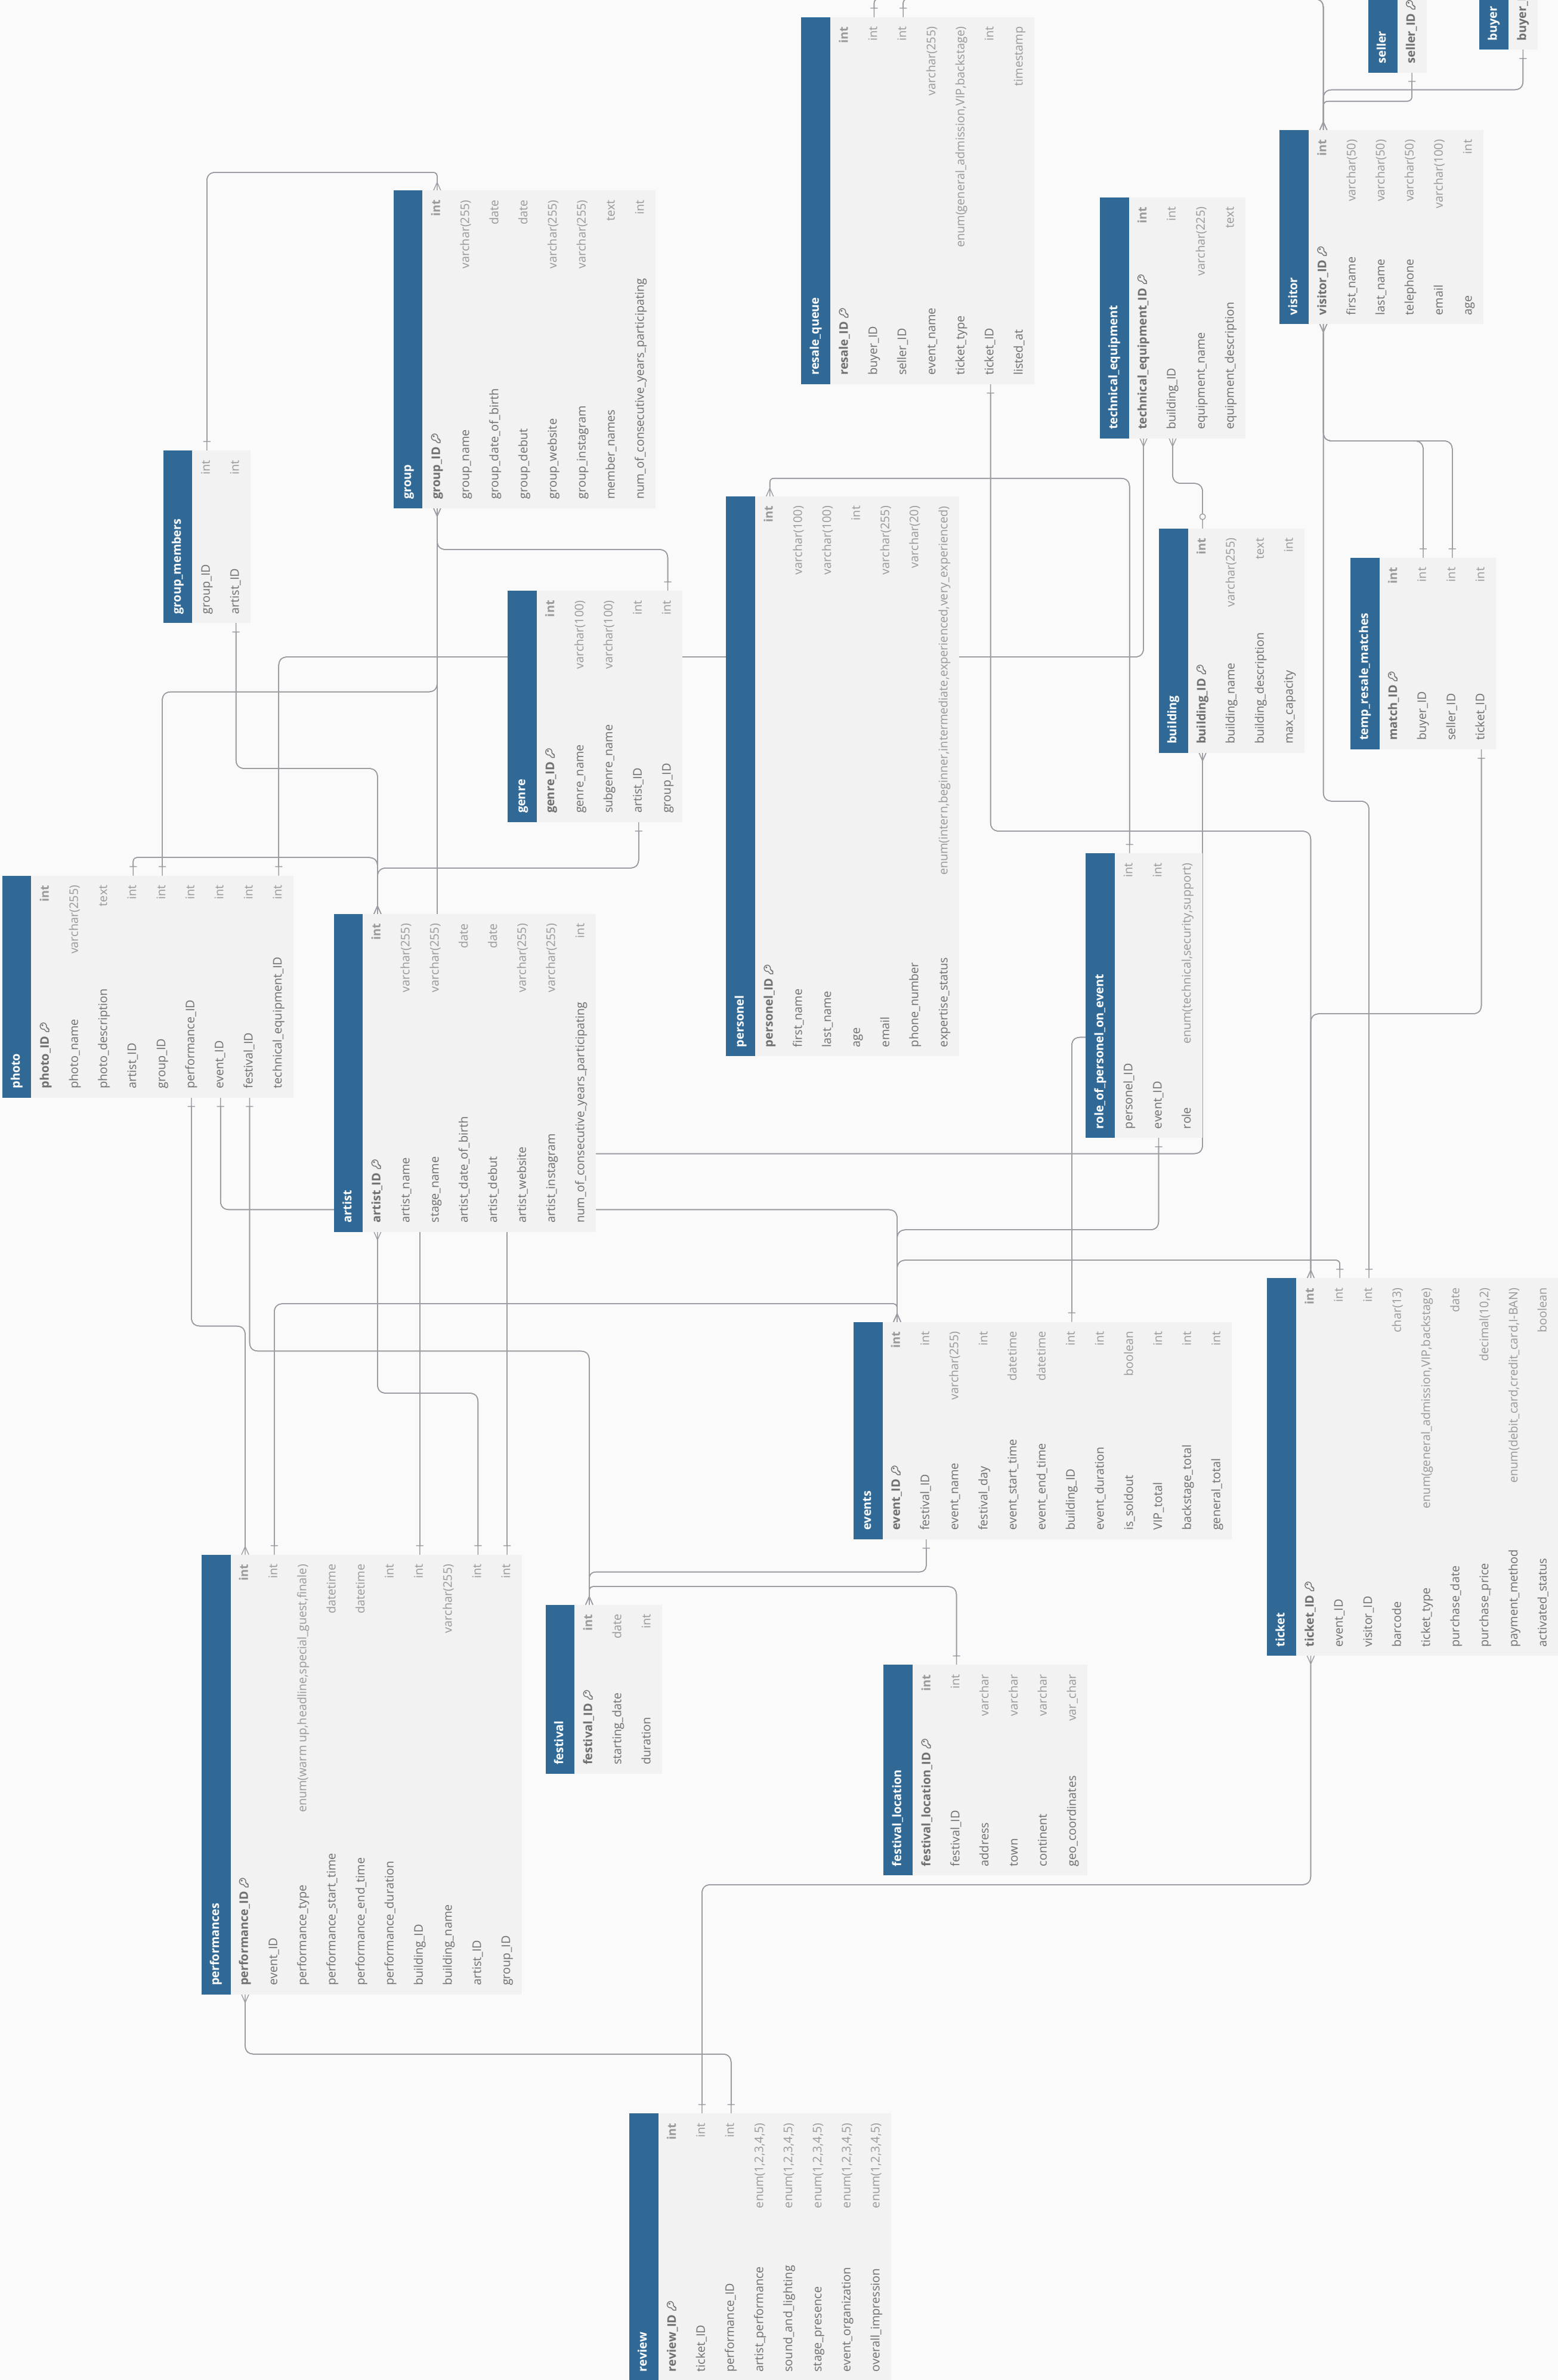 review
review_ID int
ticket_ID int
performance_ID int
artist_performance enum(1,2,3,4,5)
sound_and_lighting enum(1,2,3,4,5)
stage_presence enum(1,2,3,4,5)
event_organization enum(1,2,3,4,5)
overall_impression enum(1,2,3,4,5)
performances
performance_ID int
event_ID int
performance_type enum(warm up,headline,special_guest,finale)
performance_start_time datetime
performance_end_time datetime
performance_duration int
building_ID int
building_name varchar(255)
artist_ID int
group_ID int
festival
festival_ID int
starting_date date
duration int
festival_location
festival_location_ID int
festival_ID int
address varchar
town varchar
continent varchar
geo_coordinates var_char
ticket
ticket_ID int
event_ID int
visitor_ID int
barcode char(13)
ticket_type enum(general_admission,VIP,backstage)
purchase_date date
purchase_price decimal(10,2)
payment_method enum(debit_card,credit_card,I-BAN)
activated_status boolean
events
event_ID int
festival_ID int
event_name varchar(255)
festival_day int
event_start_time datetime
event_end_time datetime
building_ID int
event_duration int
is_soldout boolean
VIP_total int
backstage_total int
general_total int
photo
photo_ID int
photo_name varchar(255)
photo_description text
artist_ID int
group_ID int
performance_ID int
event_ID int
festival_ID int
technical_equipment_ID int
artist
artist_ID int
artist_name varchar(255)
stage_name varchar(255)
artist_date_of_birth date
artist_debut date
artist_website varchar(255)
artist_instagram varchar(255)
num_of_consecutive_years_participating int
role_of_personel_on_event
personel_ID int
event_ID int
role enum(technical,security,support)
personel
personel_ID int
first_name varchar(100)
last_name varchar(100)
age int
email varchar(255)
phone_number varchar(20)
expertise_status enum(intern,beginner,intermediate,experienced,very_experienced)
genre
genre_ID int
genre_name varchar(100)
subgenre_name varchar(100)
artist_ID int
group_ID int
building
building_ID int
building_name varchar(255)
building_description text
max_capacity int
temp_resale_matches
match_ID int
buyer_ID int
seller_ID int
ticket_ID int
group_members
group_ID int
artist_ID int
group
group_ID int
group_name varchar(255)
group_date_of_birth date
group_debut date
group_website varchar(255)
group_instagram varchar(255)
member_names text
num_of_consecutive_years_participating int
technical_equipment
technical_equipment_ID int
building_ID int
equipment_name varchar(225)
equipment_description text
resale_queue
resale_ID int
buyer_ID int
seller_ID int
event_name varchar(255)
ticket_type enum(general_admission,VIP,backstage)
ticket_ID int
listed_at timestamp
visitor
visitor_ID int
first_name varchar(50)
last_name varchar(50)
telephone varchar(50)
email varchar(100)
age int
seller
seller_ID
buyer
buyer_